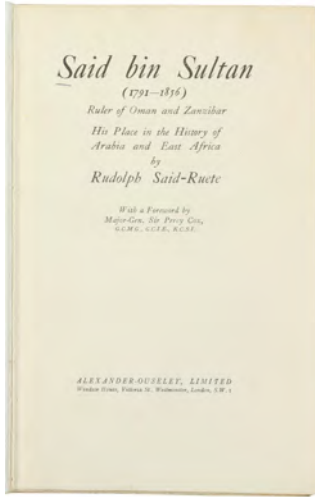 Said bin Sultan
(1791—1856)
Ruler of Oman and Zanzibar
His Place in the History of
Arabia and East Africa
by
Rudolph Said-Ruete
With a Foreword by
Major-Gen. Sir Percy Cox,
G.C.M.G., G.C.I.E., K.C.S.I.
ALEXANDER-OUSELEY, LIMITED
Windsor House, Victoria St. Westminster, London, S.W. 1